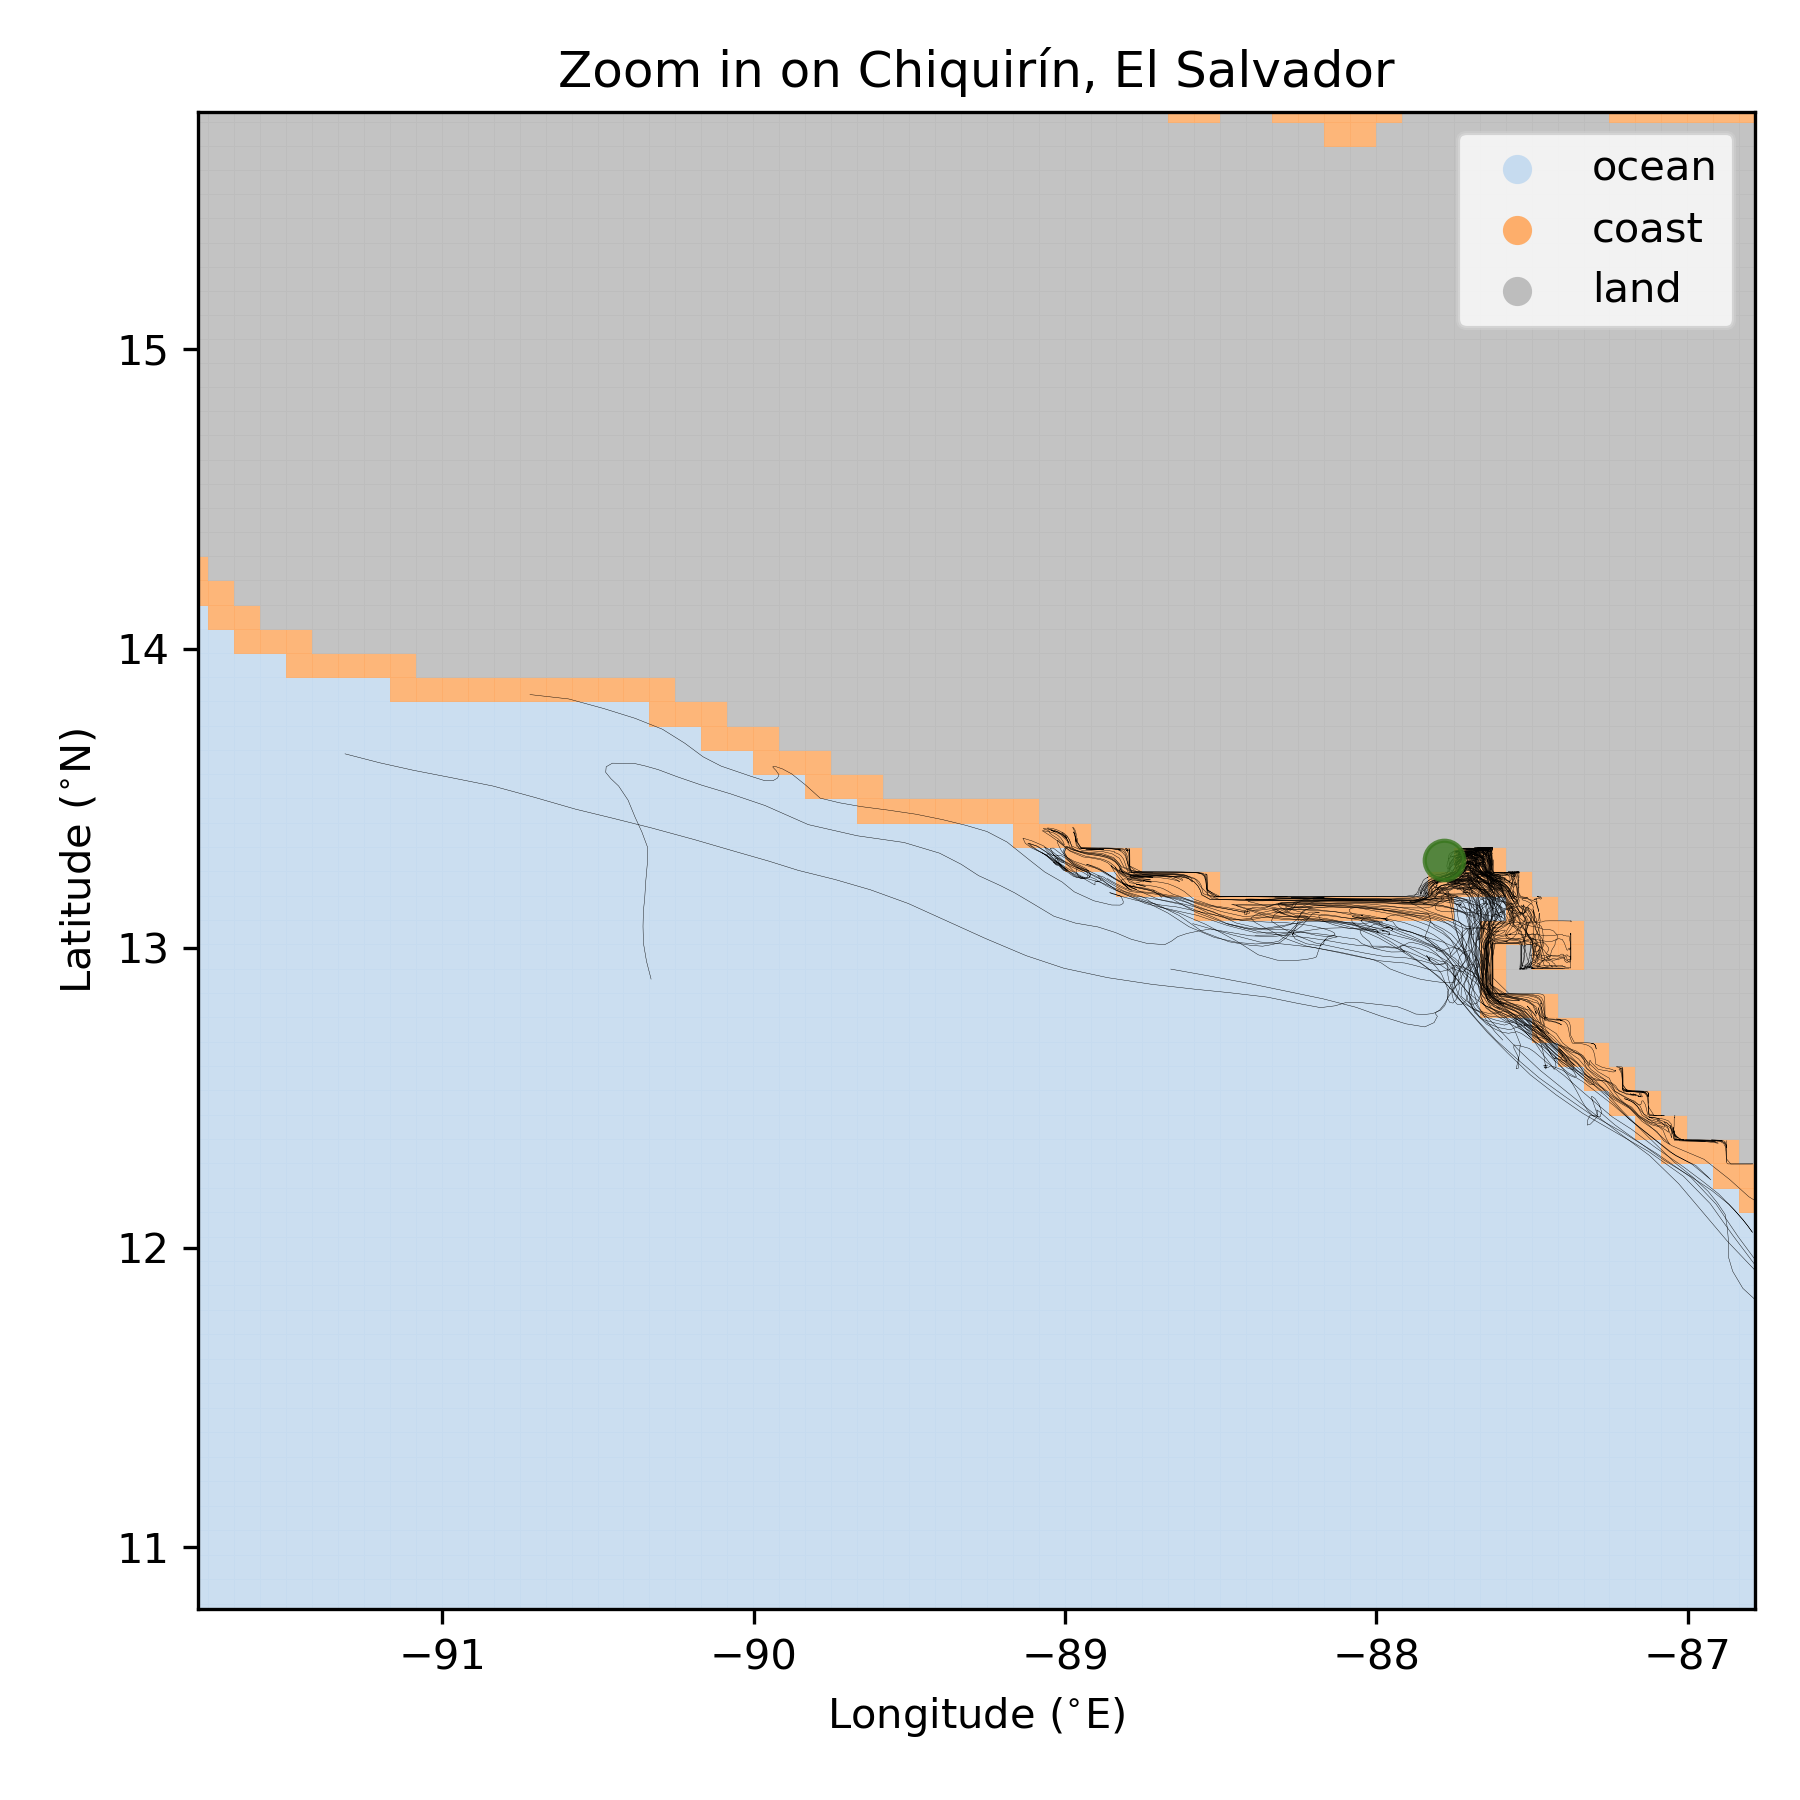 Zoom in on Chiquirín, El Salvador
ocean
coast
land
15
14
13
12
11
Latitude (°N)
−91
−90
−89
−88
−87
Longitude (°E)